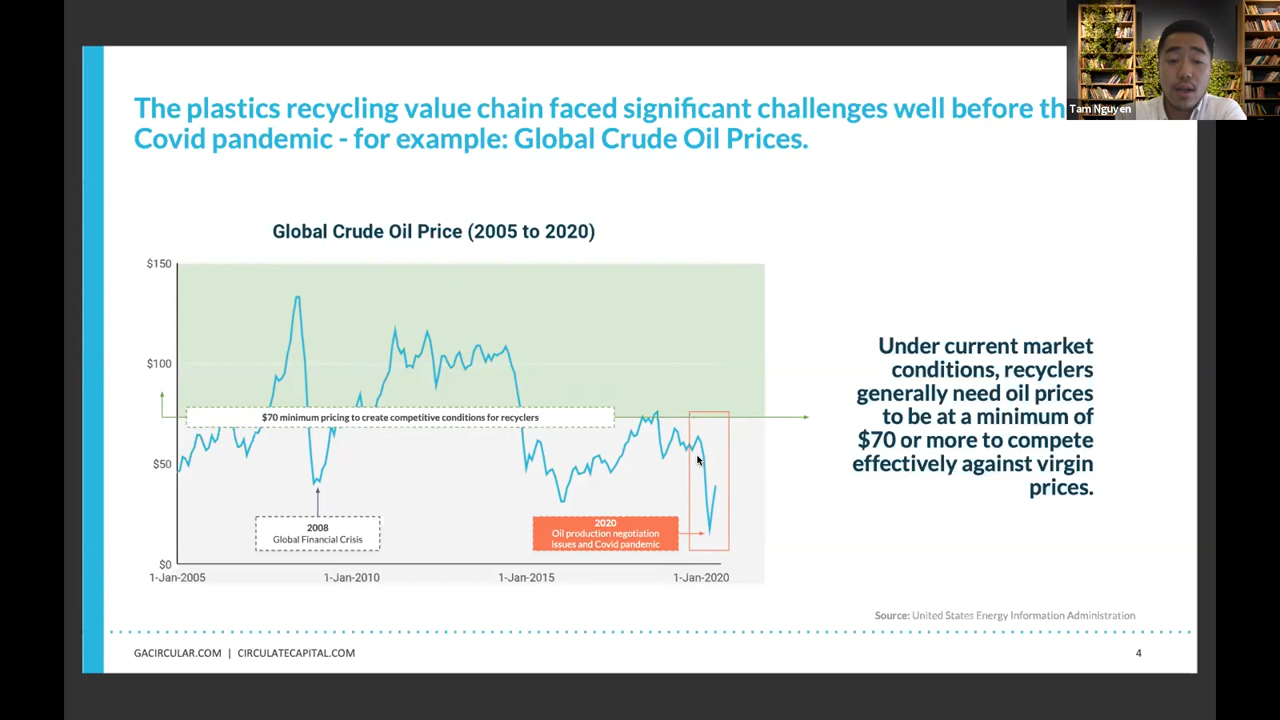 The plastics recycling value chain faced significant challenges well before th
Covid pandemic - for example: Global Crude Oil Prices.
Tam Nguyen
Global Crude Oil Price (2005 to 2020)
$150
$100
$70 minimum pricing to create competitive conditions for recyclers
$50
2008
Global Financial Crisis
2020
Oil production negotiation
issues and Covid pandemic
$0
1-Jan-2005
1-Jan-2010
1-Jan-2015
1-Jan-2020
Under current market
conditions, recyclers
generally need oil prices
to be at a minimum of
$70 or more to compete
effectively against virgin
prices.
Source: United States Energy Information Administration
GACIRCULAR.COM | CIRCULATECAPITAL.COM
4